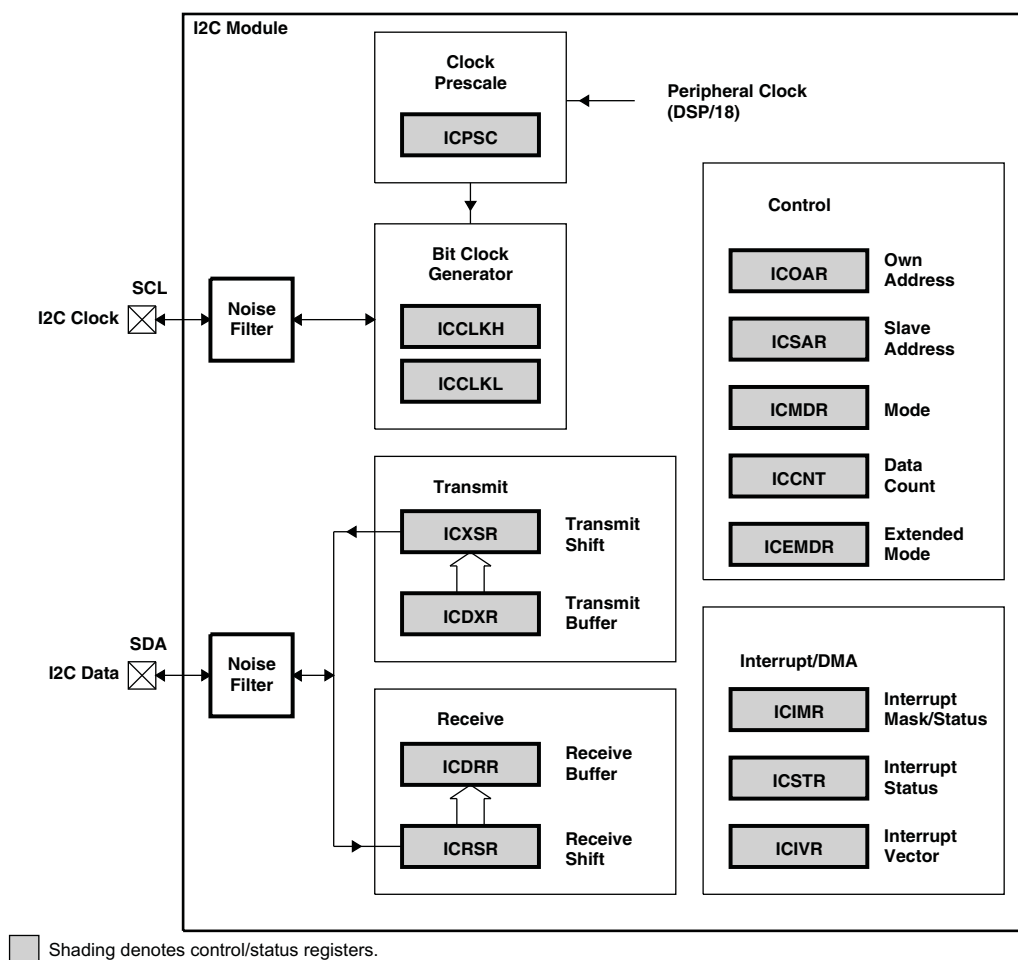 I2C Module
Clock
Prescale
ICPSC
Peripheral Clock
(DSP/18)
Bit Clock
Generator
ICCLKH
ICCLKL
SCL
I2C Clock
Noise
Filter
Control
ICOAR
Own
Address
ICSAR
Slave
Address
ICMDR
Mode
ICCNT
Data
Count
ICEMDR
Extended
Mode
Transmit
ICXSR
Transmit
Shift
ICDXR
Transmit
Buffer
SDA
I2C Data
Noise
Filter
Receive
ICDRR
Receive
Buffer
ICRSR
Receive
Shift
Interrupt/DMA
ICIMR
Interrupt
Mask/Status
ICSTR
Interrupt
Status
ICIVR
Interrupt
Vector
Shading denotes control/status registers.